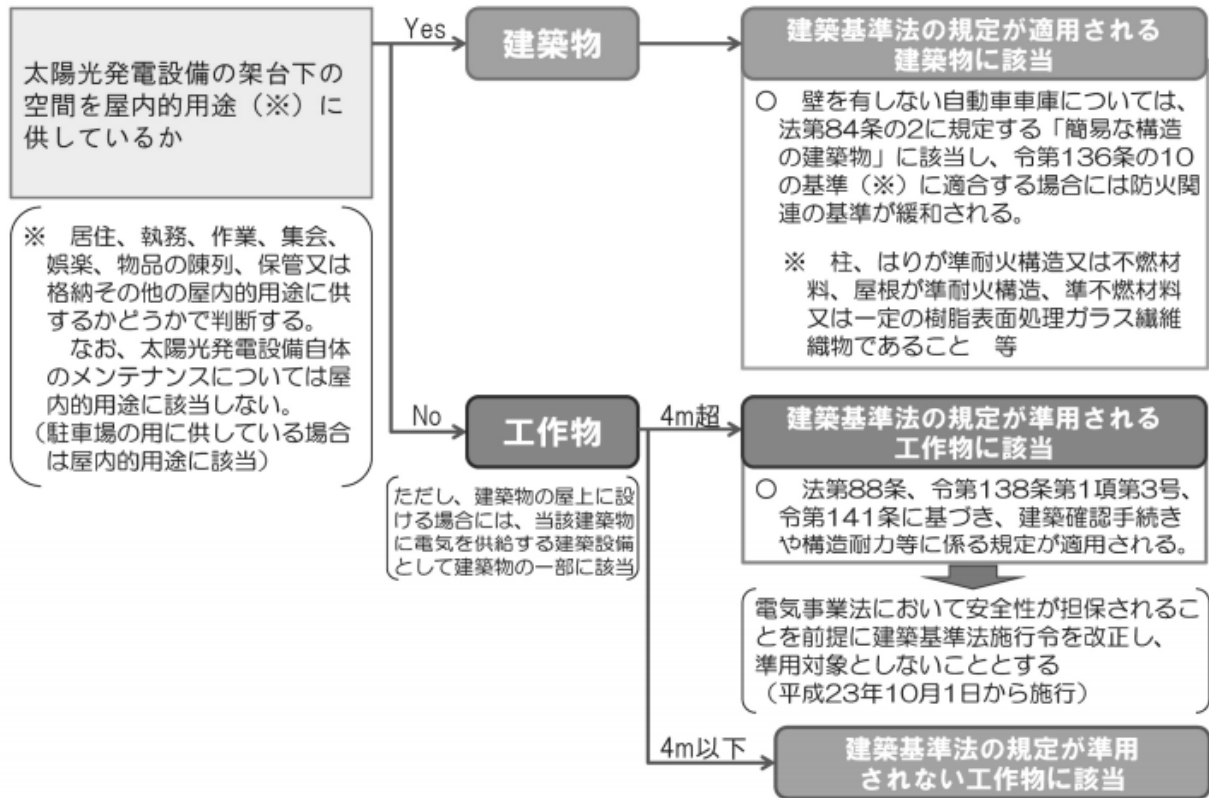 太陽光発電設備の架台下の
空間を屋内的用途（※）に
供しているか
※　居住、執務、作業、集会、
娯楽、物品の陳列、保管又は
格納その他の屋内的用途に供
するかどうかで判断する。
なお、太陽光発電設備自体
のメンテナンスについては屋
内的用途に該当しない。
（駐車場の用に供している場合
は屋内的用途に該当）
Yes
建築物
建築基準法の規定が適用される
建築物に該当
○　壁を有しない自動車車庫については、
法第84条の2に規定する「簡易な構造
の建築物」に該当し、令第136条の10
の基準（※）に適合する場合には防火関
連の基準が緩和される。
※　柱、はりが準耐火構造又は不燃材
料、屋根が準耐火構造、準不燃材料
又は一定の樹脂表面処理ガラス繊維
織物であること　等
No
工作物
ただし、建築物の屋上に設
ける場合には、当該建築物
に電気を供給する建築設備
として建築物の一部に該当
4m超
建築基準法の規定が準用される
工作物に該当
○　法第88条、令第138条第1項第3号、
令第141条に基づき、建築確認手続き
や構造耐力等に係る規定が適用される。
電気事業法において安全性が担保されるこ
とを前提に建築基準法施行令を改正し、
準用対象としないこととする
（平成23年10月1日から施行）
4m以下
建築基準法の規定が準用
されない工作物に該当